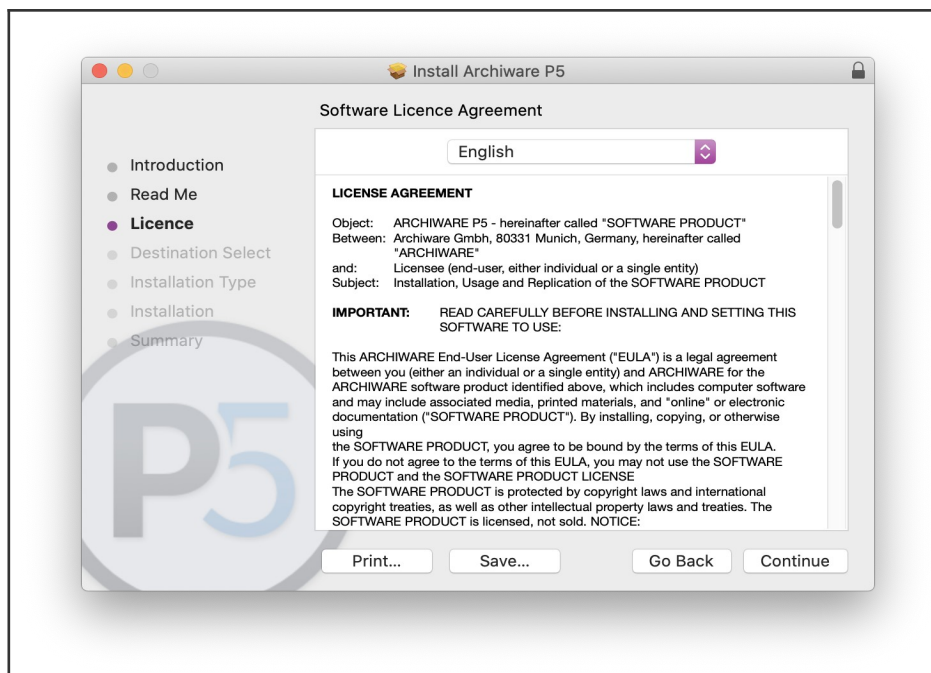 Install Archiware P5
Software Licence Agreement
Introduction
Read Me
Licence
Destination Select
Installation Type
Installation
Summary
P5
English
LICENSE AGREEMENT
Object: ARCHIWARE P5 - hereinafter called "SOFTWARE PRODUCT"
Between: Archiware Gmbh, 80331 Munich, Germany, hereinafter called
"ARCHIWARE"
and: Licensee (end-user, either individual or a single entity)
Subject: Installation, Usage and Replication of the SOFTWARE PRODUCT
IMPORTANT: READ CAREFULLY BEFORE INSTALLING AND SETTING THIS
SOFTWARE TO USE:
This ARCHIWARE End-User License Agreement ("EULA") is a legal agreement
between you (either an individual or a single entity) and ARCHIWARE for the
ARCHIWARE software product identified above, which includes computer software
and may include associated media, printed materials, and "online" or electronic
documentation ("SOFTWARE PRODUCT"). By installing, copying, or otherwise
using
the SOFTWARE PRODUCT, you agree to be bound by the terms of this EULA.
If you do not agree to the terms of this EULA, you may not use the SOFTWARE
PRODUCT and the SOFTWARE PRODUCT LICENSE
The SOFTWARE PRODUCT is protected by copyright laws and international
copyright treaties, as well as other intellectual property laws and treaties. The
SOFTWARE PRODUCT is licensed, not sold. NOTICE:
Print... Save... Go Back Continue